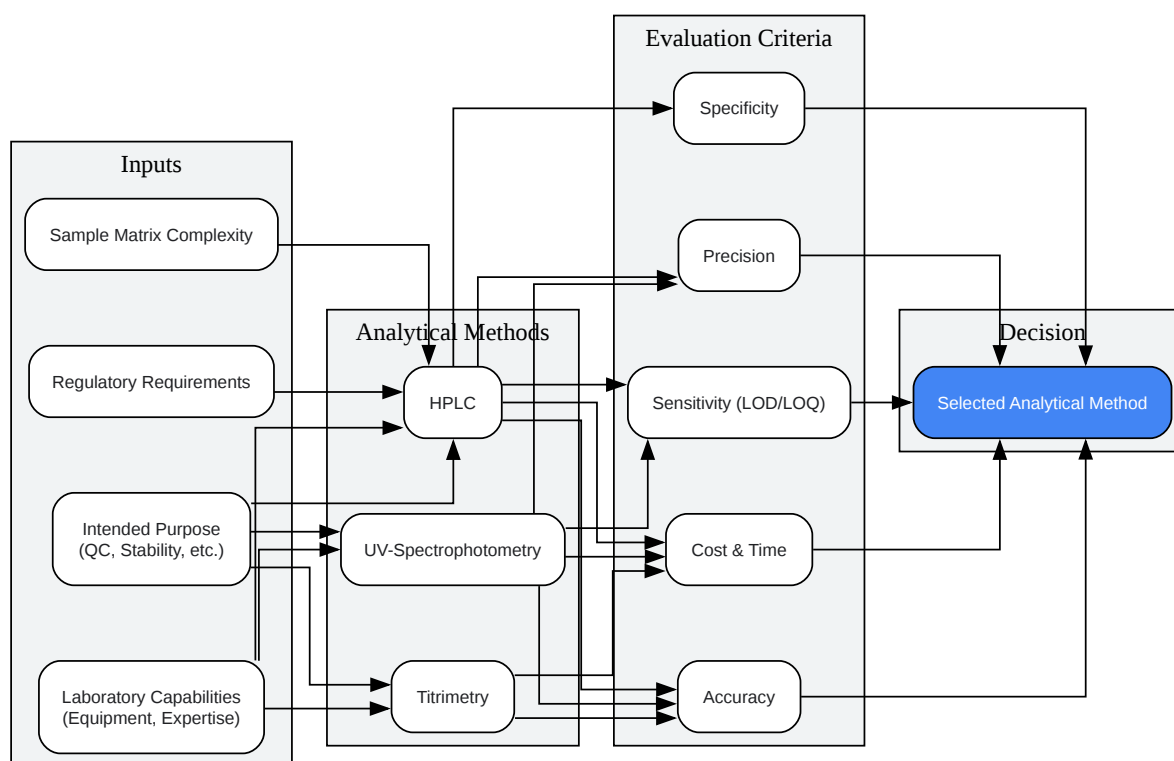 Inputs
Sample Matrix Complexity
Regulatory Requirements
Intended Purpose
(QC, Stability, etc.)
Laboratory Capabilities
(Equipment, Expertise)
Analytical Methods
HPLC
UV-Spectrophotometry
Titrimetry
Evaluation Criteria
Specificity
Precision
Sensitivity (LOD/LOQ)
Cost & Time
Accuracy
Decision
Selected Analytical Method